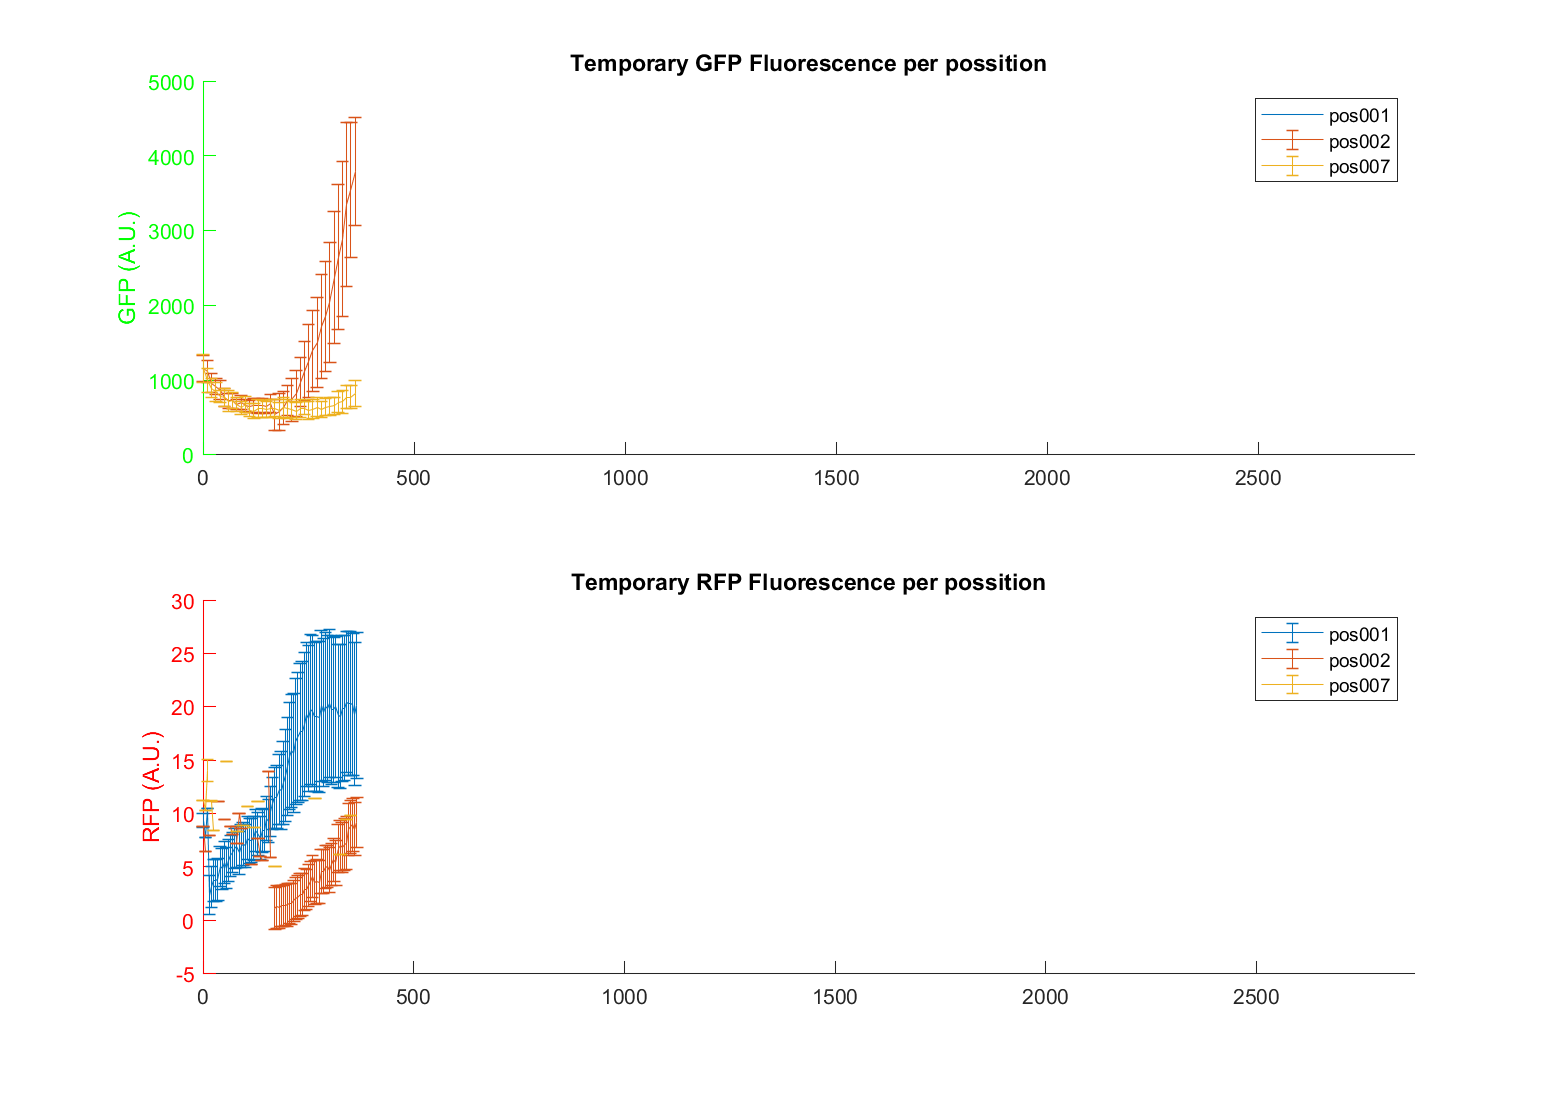 Temporary GFP Fluorescence per possition
5000
4000
3000
2000
1000
0
GFP (A.U.)
pos001
pos002
pos007
0 500 1000 1500 2000 2500
Temporary RFP Fluorescence per possition
30
25
20
15
10
5
0
-5
RFP (A.U.)
pos001
pos002
pos007
0 500 1000 1500 2000 2500